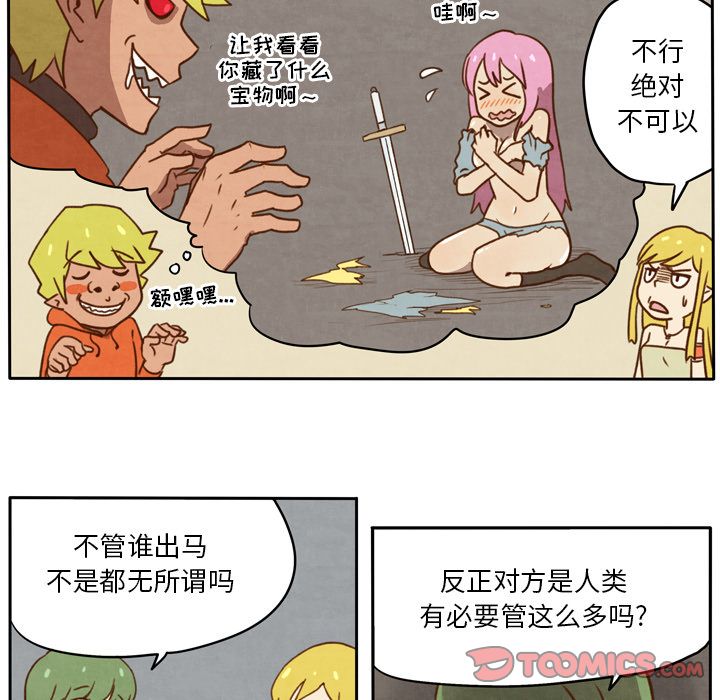 哇啊~
让我看看
你藏了什么
宝物啊~
不行
绝对
不可以
额嘿嘿...
不管谁出马
不是都无所谓吗
反正对方是人类
有必要管这么多吗?
TOOMICS.COM